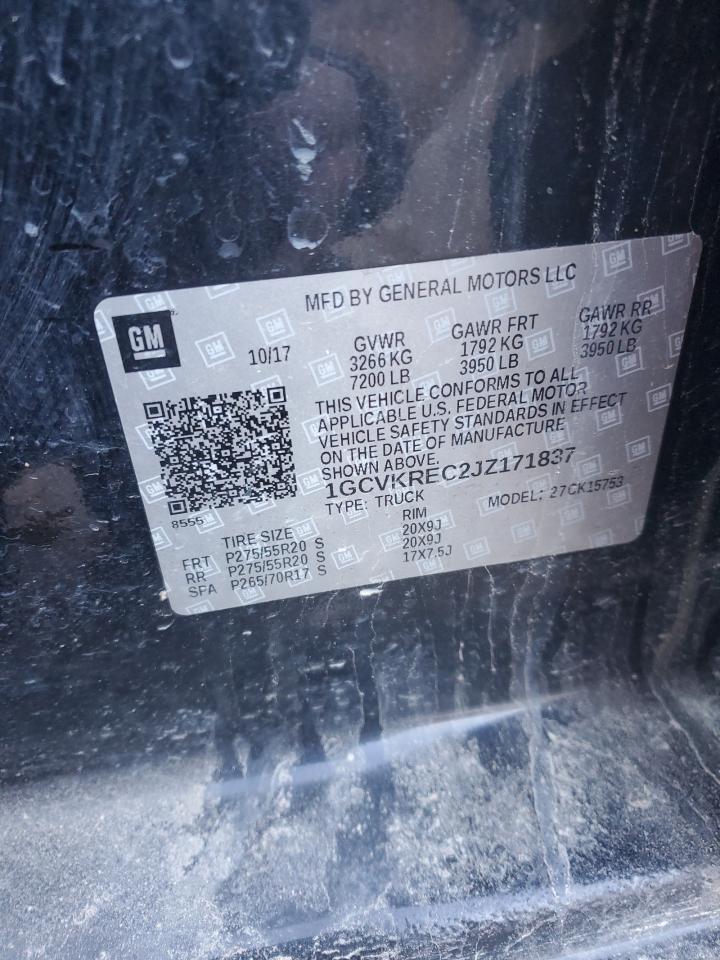 MFD BY GENERAL MOTORS LLC
GM
10/17
GVWR
3266 KG
7200 LB
GAWR FRT
1792 KG
3950 LB
GAWR RR
1792 KG
3950 LB
THIS VEHICLE CONFORMS TO ALL
APPLICABLE U.S. FEDERAL MOTOR
VEHICLE SAFETY STANDARDS IN EFFECT
ON THE DATE OF MANUFACTURE
SHOWN ABOVE.
1GCVKREC2JZ171837
TYPE: TRUCK
MODEL: 27CK15753
8555
TIRE SIZE
RIM
FRT P275/55R20 S 20X9J
RR P275/55R20 S 20X9J
SPA P265/70R17 S 17X7.5J